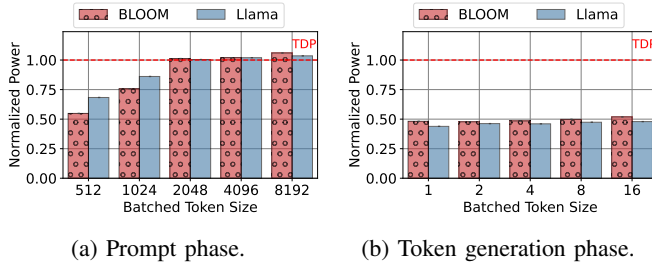 BLOOM Llama
TDP
Normalized Power
1.00
0.75
0.50
0.25
0.00
512 1024 2048 4096 8192
Batched Token Size
(a) Prompt phase.
BLOOM Llama
TDP
Normalized Power
1.00
0.75
0.50
0.25
0.00
1 2 4 8 16
Batched Token Size
(b) Token generation phase.